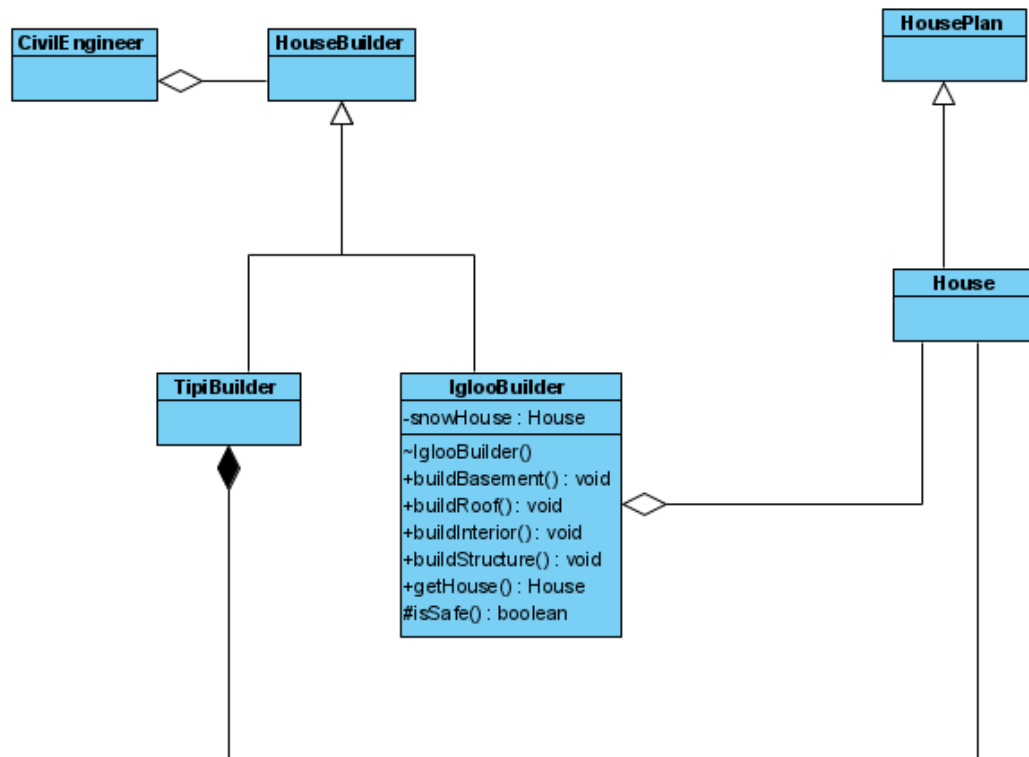 CivilEngineer
HouseBuilder
HousePlan
House
TipiBuilder
IglooBuilder
-snowHouse : House
~IglooBuilder()
+buildBasement() : void
+buildRoof() : void
+buildInterior() : void
+buildStructure() : void
+getHouse() : House
#isSafe() : boolean